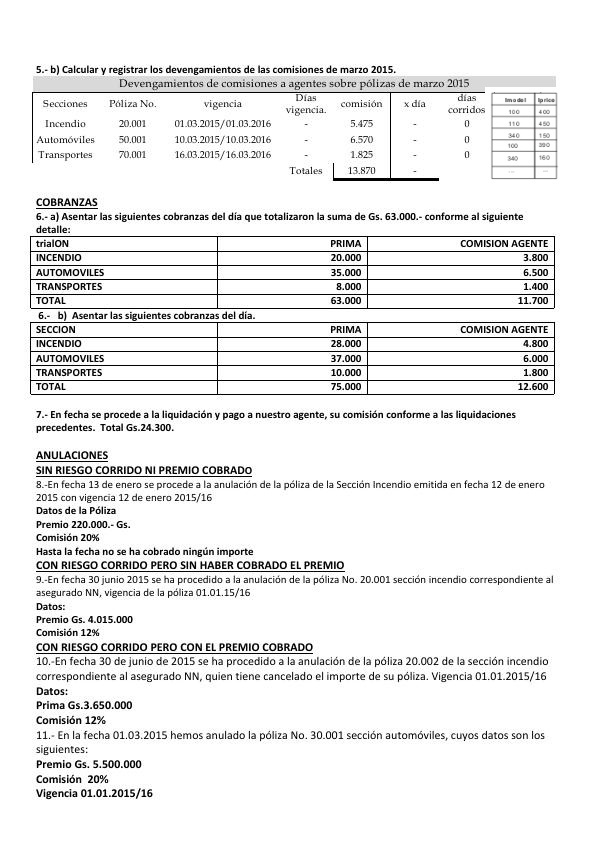 5.- b) Calcular y registrar los devengamientos de las comisiones de marzo 2015.
Devengamientos de comisiones a agentes sobre pólizas de marzo 2015
Secciones Póliza No. vigencia Días vigencia. comisión x día días corridos
Incendio 20.001 01.03.2015/01.03.2016 - 5.475 - 0
Automóviles 50.001 10.03.2015/10.03.2016 - 6.570 - 0
Transportes 70.001 16.03.2015/16.03.2016 - 1.825 - 0
Totales 13.870 -
100 400
110 450
340 150
100 390
340 160
COBRANZAS
6.- a) Asentar las siguientes cobranzas del día que totalizaron la suma de Gs. 63.000.- conforme al siguiente
detalle:
trialON PRIMA COMISION AGENTE
INCENDIO 20.000 3.800
AUTOMOVILES 35.000 6.500
TRANSPORTES 8.000 1.400
TOTAL 63.000 11.700
6.- b) Asentar las siguientes cobranzas del día.
SECCION PRIMA COMISION AGENTE
INCENDIO 28.000 4.800
AUTOMOVILES 37.000 6.000
TRANSPORTES 10.000 1.800
TOTAL 75.000 12.600
7.- En fecha se procede a la liquidación y pago a nuestro agente, su comisión conforme a las liquidaciones
precedentes. Total Gs.24.300.
ANULACIONES
SIN RIESGO CORRIDO NI PREMIO COBRADO
8.-En fecha 13 de enero se procede a la anulación de la póliza de la Sección Incendio emitida en fecha 12 de enero
2015 con vigencia 12 de enero 2015/16
Datos de la Póliza
Premio 220.000.- Gs.
Comisión 20%
Hasta la fecha no se ha cobrado ningún importe
CON RIESGO CORRIDO PERO SIN HABER COBRADO EL PREMIO
9.-En fecha 30 junio 2015 se ha procedido a la anulación de la póliza No. 20.001 sección incendio correspondiente al
asegurado NN, vigencia de la póliza 01.01.15/16
Datos:
Premio Gs. 4.015.000
Comisión 12%
CON RIESGO CORRIDO PERO CON EL PREMIO COBRADO
10.-En fecha 30 de junio de 2015 se ha procedido a la anulación de la póliza 20.002 de la sección incendio
correspondiente al asegurado NN, quien tiene cancelado el importe de su póliza. Vigencia 01.01.2015/16
Datos:
Prima Gs.3.650.000
Comisión 12%
11.- En la fecha 01.03.2015 hemos anulado la póliza No. 30.001 sección automóviles, cuyos datos son los
siguientes:
Premio Gs. 5.500.000
Comisión 20%
Vigencia 01.01.2015/16